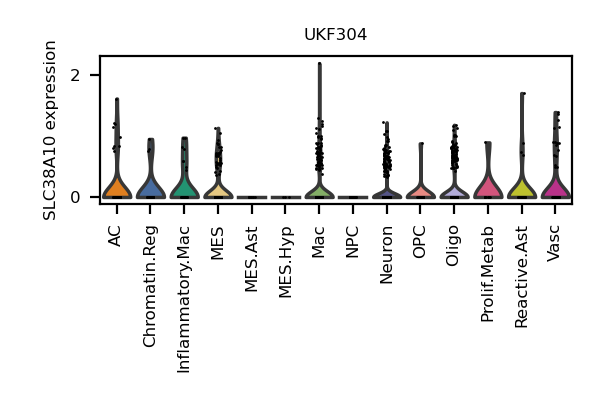 UKF304
SLC38A10 expression
2
0
AC
Chromatin.Reg
Inflammatory.Mac
MES
MES.Ast
MES.Hyp
Mac
NPC
Neuron
OPC
Oligo
Prolif.Metab
Reactive.Ast
Vasc